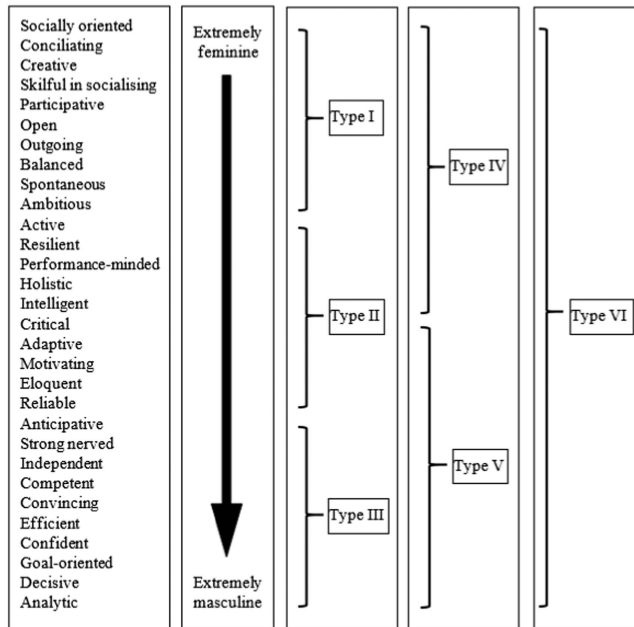 Socially oriented
Conciliating
Creative
Skilful in socialising
Participative
Open
Outgoing
Balanced
Spontaneous
Ambitious
Active
Resilient
Performance-minded
Holistic
Intelligent
Critical
Adaptive
Motivating
Eloquent
Reliable
Anticipative
Strong nerved
Independent
Competent
Convincing
Efficient
Confident
Goal-oriented
Decisive
Analytic
Extremely
feminine
Extremely
masculine
Type I
Type II
Type III
Type IV
Type V
Type VI